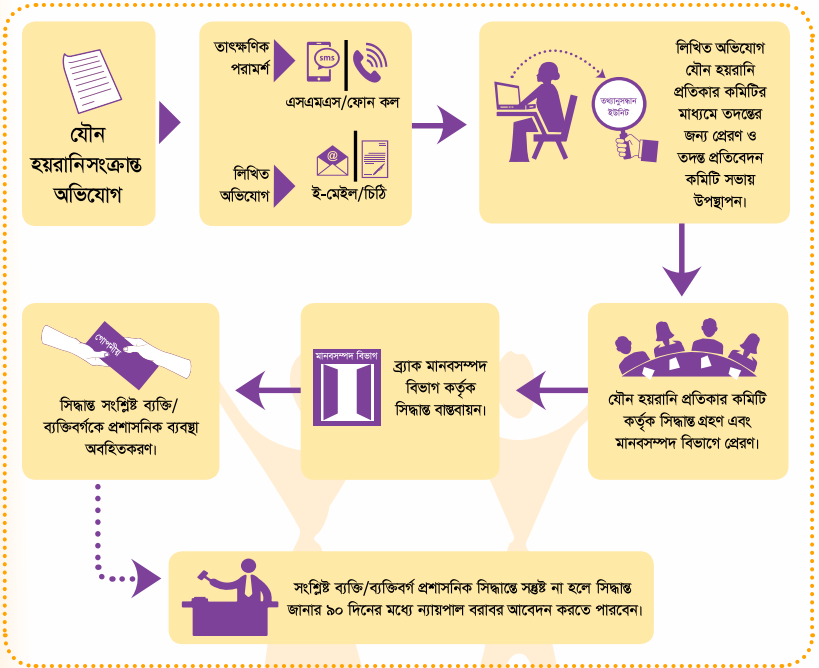 যৌন
হয়রানিসংক্রান্ত
অভিযোগ
তাৎক্ষণিক
পরামর্শ
sms
এসএমএস/ফোন কল
লিখিত
অভিযোগ
@
ই-মেইল/চিঠি
তথ্যানুসন্ধান
ইউনিট
লিখিত অভিযোগ
যৌন হয়রানি
প্রতিকার কমিটির
মাধ্যমে তদন্তের
জন্য প্রেরণ ও
তদন্ত প্রতিবেদন
কমিটি সভায়
উপস্থাপন।
যৌন হয়রানি প্রতিকার কমিটি
কর্তৃক সিদ্ধান্ত গ্রহণ এবং
মানবসম্পদ বিভাগে প্রেরণ।
মানবসম্পদ বিভাগ
ব্র্যাক মানবসম্পদ
বিভাগ কর্তৃক
সিদ্ধান্ত বাস্তবায়ন।
গোপনীয়
সিদ্ধান্ত সংশ্লিষ্ট ব্যক্তি/
ব্যক্তিবর্গকে প্রশাসনিক ব্যবস্থা
অবহিতকরণ।
সংশ্লিষ্ট ব্যক্তি/ব্যক্তিবর্গ প্রশাসনিক সিদ্ধান্তে সন্তুষ্ট না হলে সিদ্ধান্ত
জানার ৯০ দিনের মধ্যে ন্যায়পাল বরাবর আবেদন করতে পারবেন।